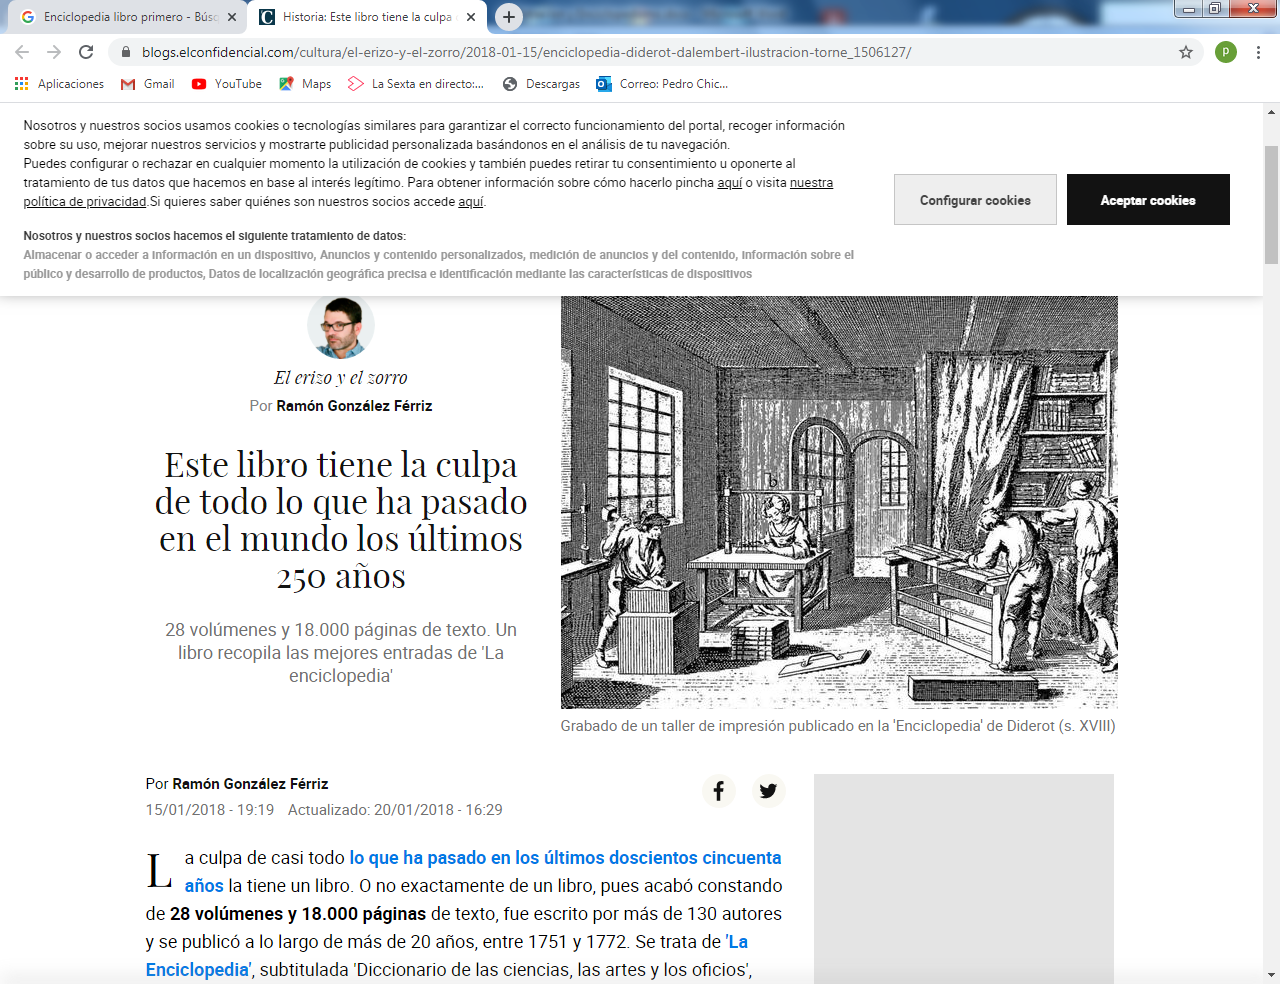 Enciclopedia libro primero - Búsq
Historia: Este libro tiene la culpa
blogs.elconfidencial.com/cultura/el-erizo-y-el-zorro/2018-01-15/enciclopedia-diderot-dalembert-ilustracion-torne_1506127/
P
Aplicaciones
Gmail
YouTube
Maps
La Sexta en directo:...
Descargas
Correo: Pedro Chic...
Nosotros y nuestros socios usamos cookies o tecnologías similares para garantizar el correcto funcionamiento del portal, recoger información
sobre su uso, mejorar nuestros servicios y mostrarte publicidad personalizada basándonos en el análisis de tu navegación.
Puedes configurar o rechazar en cualquier momento la utilización de cookies y también puedes retirar tu consentimiento u oponerte al
tratamiento de tus datos que hacemos en base al interés legítimo. Para obtener información sobre cómo hacerlo pincha aquí o visita nuestra
política de privacidad.Si quieres saber quiénes son nuestros socios accede aquí.
Nosotros y nuestros socios hacemos el siguiente tratamiento de datos:
Almacenar o acceder a información en un dispositivo, Anuncios y contenido personalizados, medición de anuncios y del contenido, información sobre el
público y desarrollo de productos, Datos de localización geográfica precisa e identificación mediante las características de dispositivos
Configurar cookies
Aceptar cookies
El erizo y el zorro
Por Ramón González Férriz
Este libro tiene la culpa
de todo lo que ha pasado
en el mundo los últimos
250 años
28 volúmenes y 18.000 páginas de texto. Un
libro recopila las mejores entradas de 'La
enciclopedia'
a
b
Grabado de un taller de impresión publicado en la 'Enciclopedia' de Diderot (s. XVIII)
Por Ramón González Férriz
15/01/2018 - 19:19 Actualizado: 20/01/2018 - 16:29
La culpa de casi todo lo que ha pasado en los últimos doscientos cincuenta
años la tiene un libro. O no exactamente de un libro, pues acabó constando
de 28 volúmenes y 18.000 páginas de texto, fue escrito por más de 130 autores
y se publicó a lo largo de más de 20 años, entre 1751 y 1772. Se trata de 'La
Enciclopedia', subtitulada 'Diccionario de las ciencias, las artes y los oficios',